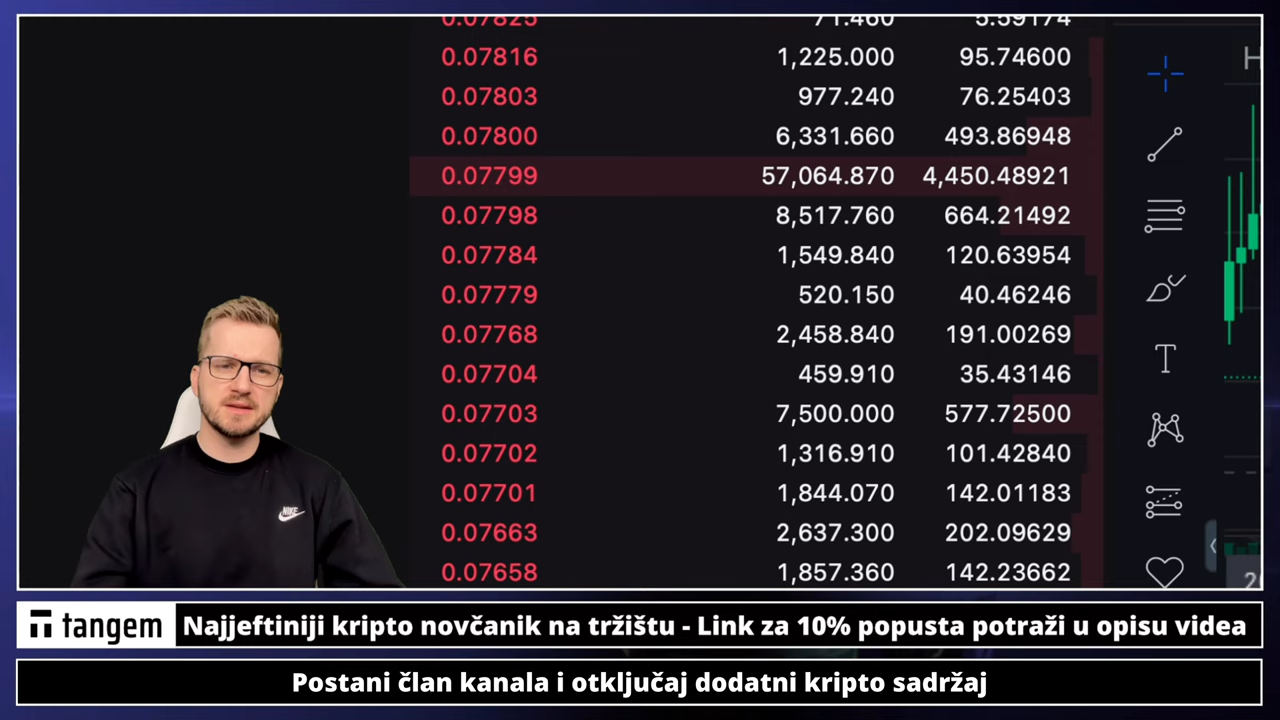 0.07825 71.460 5.59174
0.07816 1,225.000 95.74600
0.07803 977.240 76.25403
0.07800 6,331.660 493.86948
0.07799 57,064.870 4,450.48921
0.07798 8,517.760 664.21492
0.07784 1,549.840 120.63954
0.07779 520.150 40.46246
0.07768 2,458.840 191.00269
0.07704 459.910 35.43146
0.07703 7,500.000 577.72500
0.07702 1,316.910 101.42840
0.07701 1,844.070 142.01183
0.07663 2,637.300 202.09629
0.07658 1,857.360 142.23662
H
T
NIKE
tangem Najjeftiniji kripto novčanik na tržištu - Link za 10% popusta potraži u opisu videa
Postani član kanala i otključaj dodatni kripto sadržaj